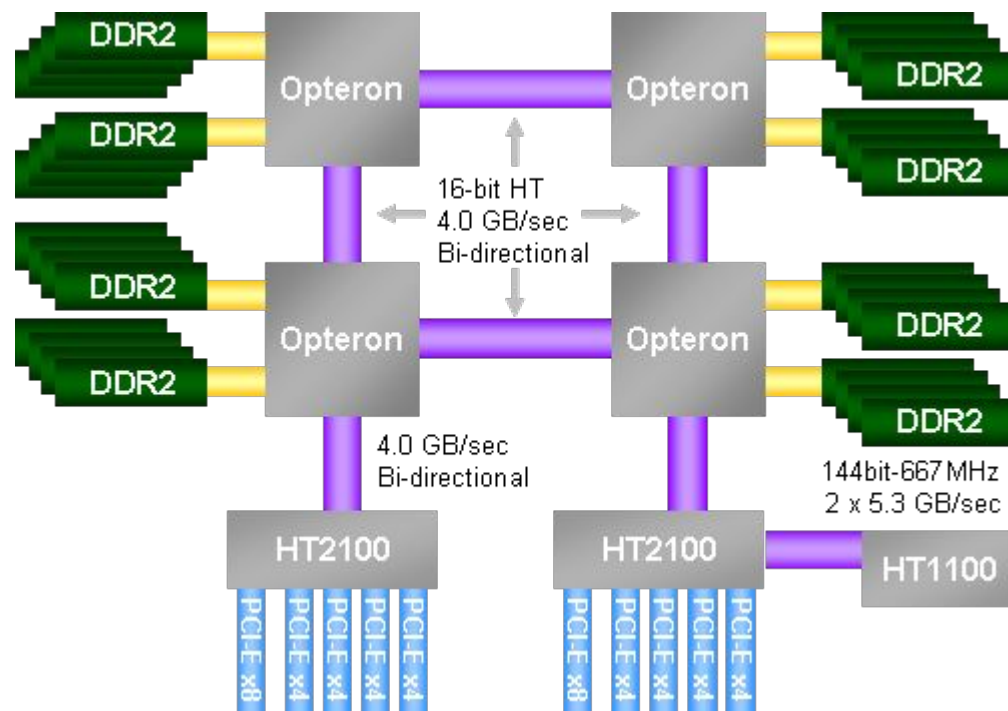 DDR2
Opteron
Opteron
DDR2
DDR2
DDR2
16-bit HT
4.0 GB/sec
Bi-directional
DDR2
Opteron
Opteron
DDR2
DDR2
DDR2
4.0 GB/sec
Bi-directional
144bit-667MHz
2 x 5.3 GB/sec
HT2100
HT2100
HT1100
PCI-E x8
PCI-E x4
PCI-E x4
PCI-E x4
PCI-E x4
PCI-E x8
PCI-E x4
PCI-E x4
PCI-E x4
PCI-E x4